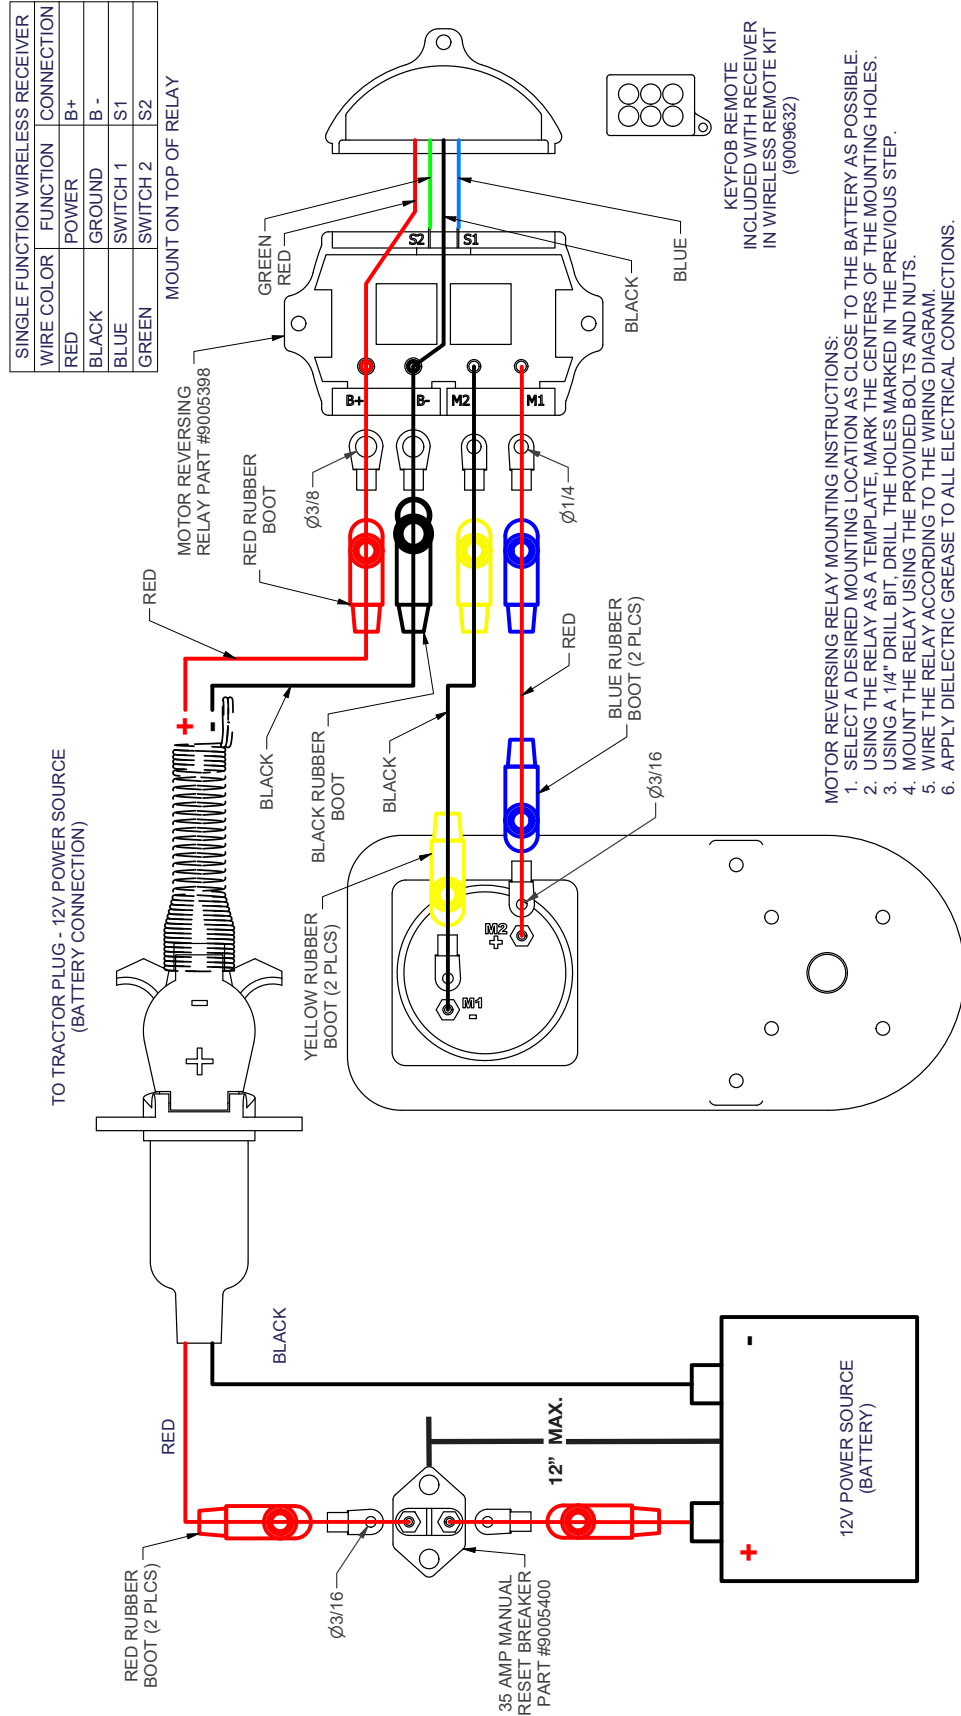 SINGLE FUNCTION WIRELESS RECEIVER
WIRE COLOR FUNCTION CONNECTION
RED POWER B+
BLACK GROUND B -
BLUE SWITCH 1 S1
GREEN SWITCH 2 S2
MOUNT ON TOP OF RELAY
TO TRACTOR PLUG - 12V POWER SOURCE
(BATTERY CONNECTION)
RED
BLACK
+
-
+
-
RED
BLACK
MOTOR REVERSING
RELAY PART #9005398
RED RUBBER
BOOT
Ø3/8
GREEN
RED
S2
S1
B+
B-
M2
M1
BLACK
BLUE
KEYFOB REMOTE
INCLUDED WITH RECEIVER
IN WIRELESS REMOTE KIT
(9009632)
RED RUBBER
BOOT (2 PLCS)
Ø3/16
35 AMP MANUAL
RESET BREAKER
PART #9005400
12” MAX.
+
-
12V POWER SOURCE
(BATTERY)
YELLOW RUBBER
BOOT (2 PLCS)
BLACK RUBBER
BOOT
BLACK
M1
-
M2
+
Ø1/4
RED
BLUE RUBBER
BOOT (2 PLCS)
Ø3/16
MOTOR REVERSING RELAY MOUNTING INSTRUCTIONS:
1. SELECT A DESIRED MOUNTING LOCATION AS CLOSE TO THE BATTERY AS POSSIBLE.
2. USING THE RELAY AS A TEMPLATE, MARK THE CENTERS OF THE MOUNTING HOLES.
3. USING A 1/4" DRILL BIT, DRILL THE HOLES MARKED IN THE PREVIOUS STEP.
4. MOUNT THE RELAY USING THE PROVIDED BOLTS AND NUTS.
5. WIRE THE RELAY ACCORDING TO THE WIRING DIAGRAM.
6. APPLY DIELECTRIC GREASE TO ALL ELECTRICAL CONNECTIONS.